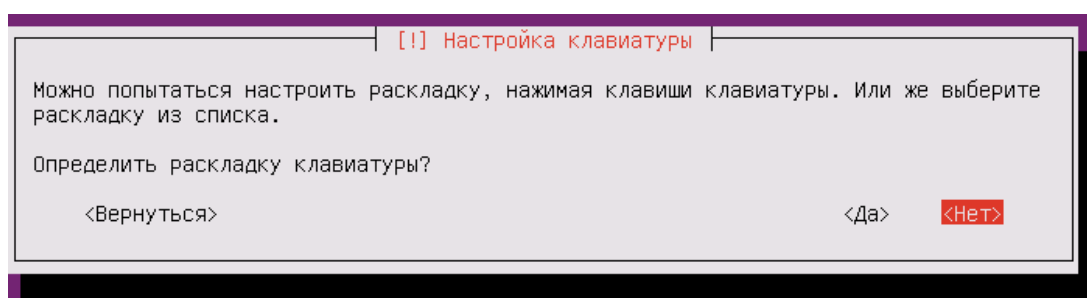 [!] Настройка клавиатуры
Можно попытаться настроить раскладку, нажимая клавиши клавиатуры. Или же выберите
раскладку из списка.
Определить раскладку клавиатуры?
<Вернуться> <Да> <Нет>